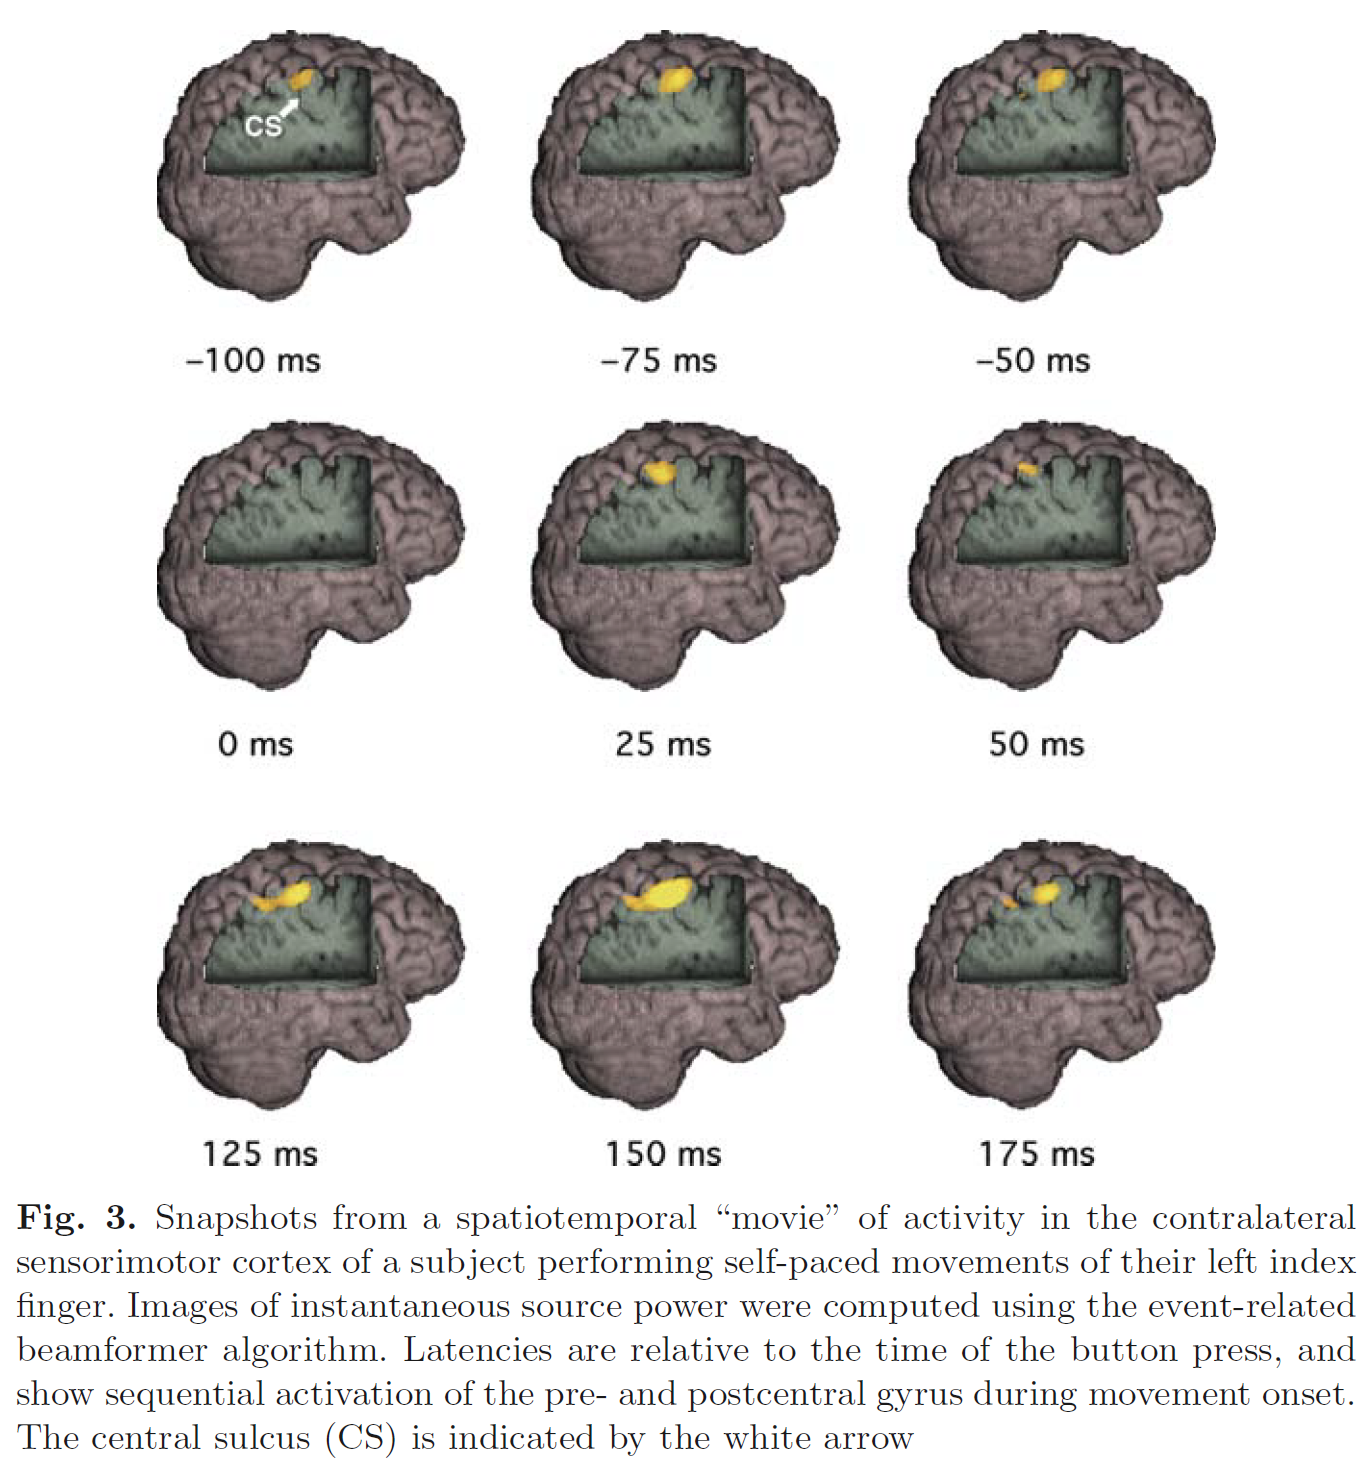 CS
–100 ms
–75 ms
–50 ms
0 ms
25 ms
50 ms
125 ms
150 ms
175 ms
Fig. 3. Snapshots from a spatiotemporal “movie” of activity in the contralateral
sensorimotor cortex of a subject performing self-paced movements of their left index
finger. Images of instantaneous source power were computed using the event-related
beamformer algorithm. Latencies are relative to the time of the button press, and
show sequential activation of the pre- and postcentral gyrus during movement onset.
The central sulcus (CS) is indicated by the white arrow